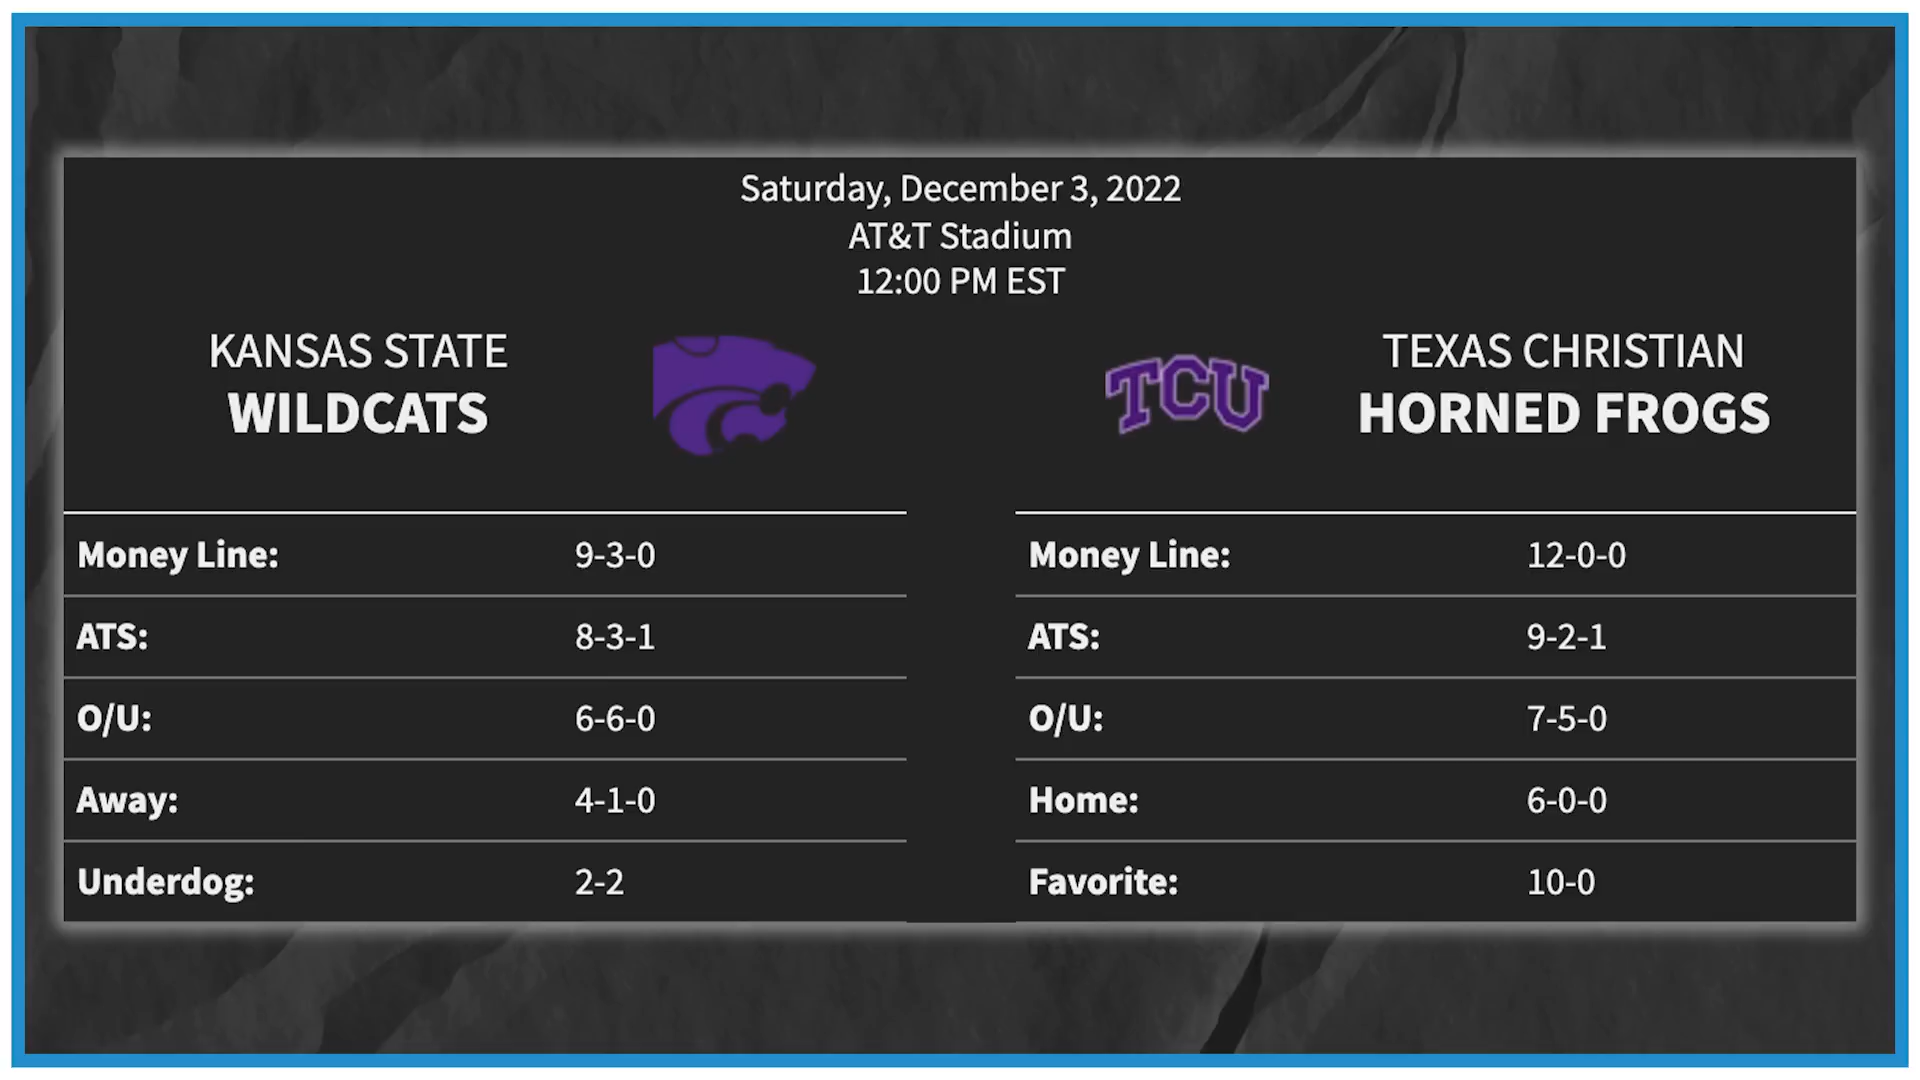 Saturday, December 3, 2022
AT&T Stadium
12:00 PM EST
KANSAS STATE
WILDCATS
TCU
TEXAS CHRISTIAN
HORNED FROGS
Money Line: 9-3-0
ATS: 8-3-1
O/U: 6-6-0
Away: 4-1-0
Underdog: 2-2
Money Line: 12-0-0
ATS: 9-2-1
O/U: 7-5-0
Home: 6-0-0
Favorite: 10-0